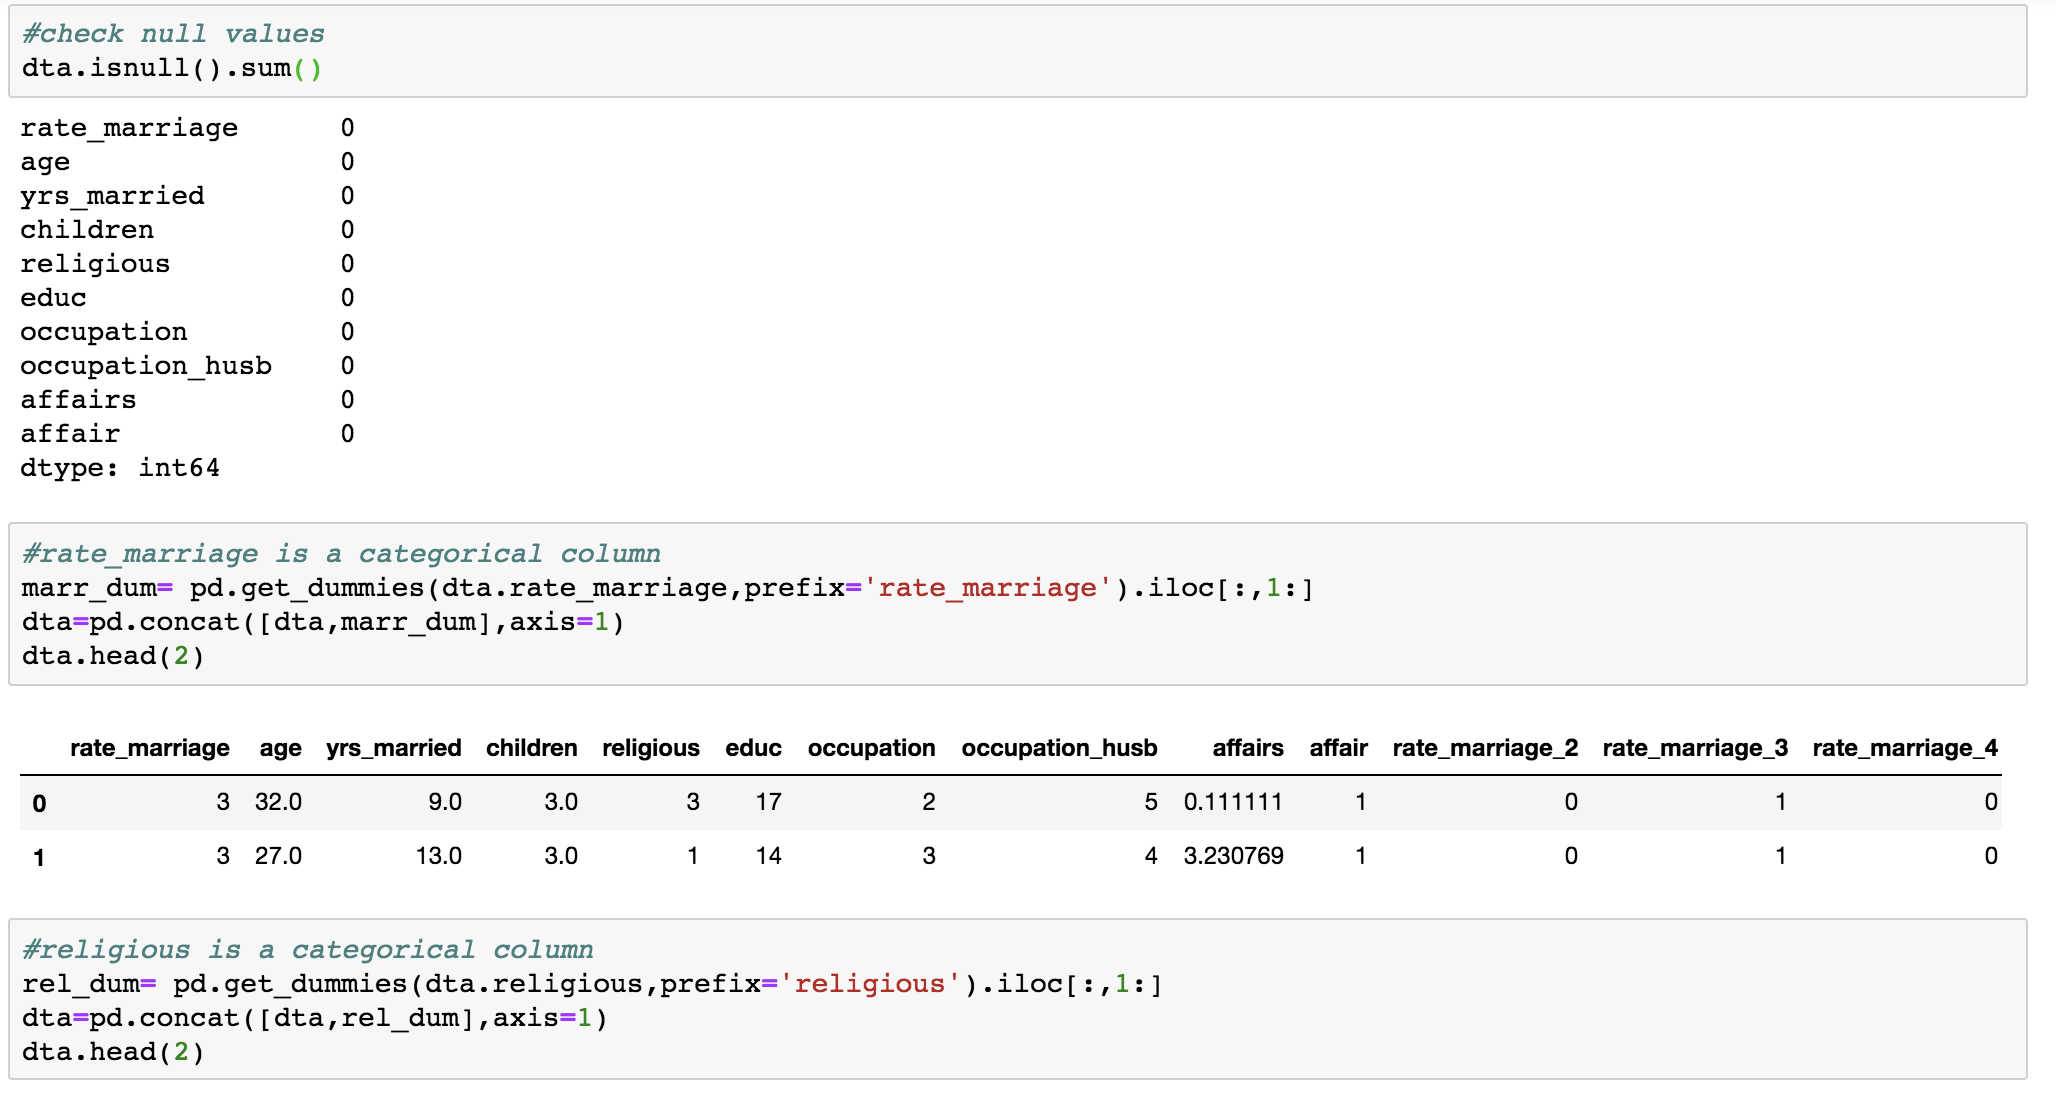 #check null values
dta.isnull().sum()
rate_marriage 0
age 0
yrs_married 0
children 0
religious 0
educ 0
occupation 0
occupation_husb 0
affairs 0
affair 0
dtype: int64
#rate_marriage is a categorical column
marr_dum= pd.get_dummies(dta.rate_marriage,prefix='rate_marriage').iloc[:,1:]
dta=pd.concat([dta,marr_dum],axis=1)
dta.head(2)
rate_marriage age yrs_married children religious educ occupation occupation_husb affairs affair rate_marriage_2 rate_marriage_3 rate_marriage_4
0 3 32.0 9.0 3.0 3 17 2 5 0.111111 1 0 1 0
1 3 27.0 13.0 3.0 1 14 3 4 3.230769 1 0 1 0
#religious is a categorical column
rel_dum= pd.get_dummies(dta.religious,prefix='religious').iloc[:,1:]
dta=pd.concat([dta,rel_dum],axis=1)
dta.head(2)